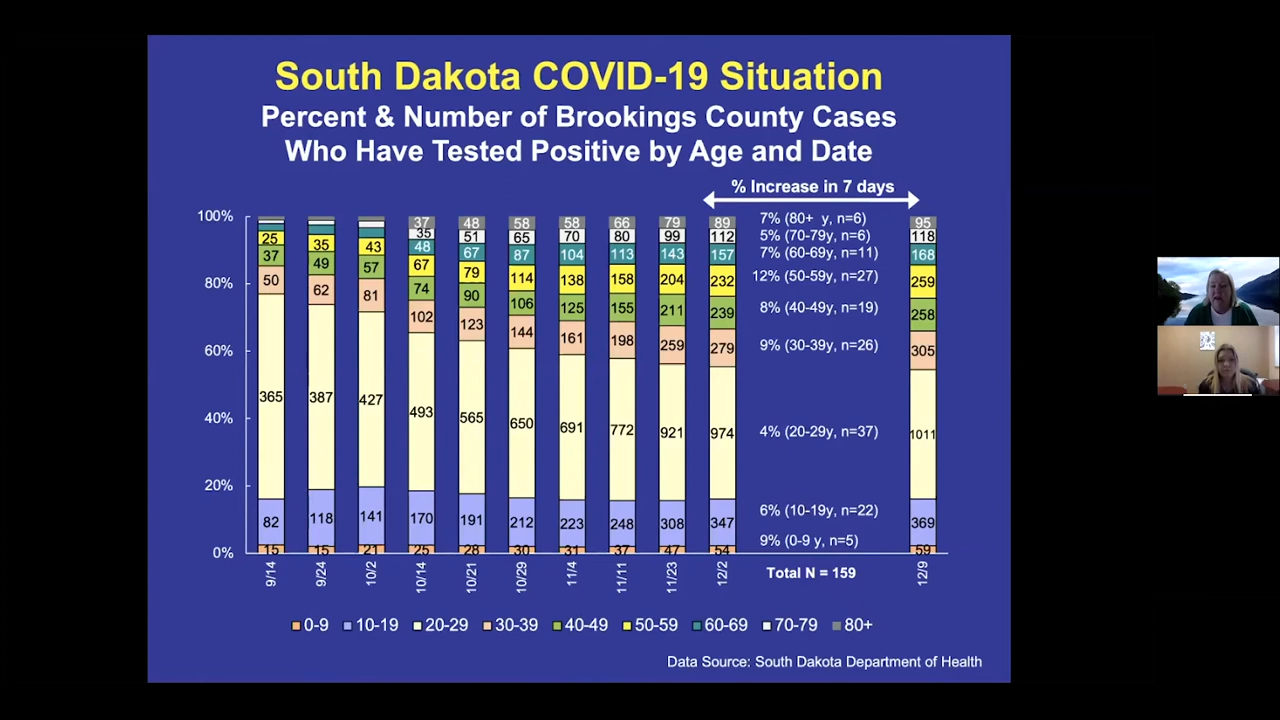 South Dakota COVID-19 Situation
Percent & Number of Brookings County Cases
Who Have Tested Positive by Age and Date
% Increase in 7 days
100%
80%
60%
40%
20%
0%
37 48 58 58 66 79 89 7% (80+ y, n=6) 95
35 51 65 70 80 99 112 5% (70-79y, n=6) 118
48 67 87 104 113 143 157 7% (60-69y, n=11) 168
25 35 43 67 79 114 138 158 204 232 12% (50-59y, n=27) 259
37 49 57 74 90 106 125 155 211 239 8% (40-49y, n=19) 258
50 62 81 102 123 144 161 198 259 279 9% (30-39y, n=26) 305
365 387 427 493 565 650 691 772 921 974 4% (20-29y, n=37) 1011
82 118 141 170 191 212 223 248 308 347 6% (10-19y, n=22) 369
15 15 21 25 28 30 31 37 47 54 9% (0-9 y, n=5) 59
9/14 9/24 10/2 10/14 10/21 10/29 11/4 11/11 11/23 12/2 Total N = 159 12/9
0-9 10-19 20-29 30-39 40-49 50-59 60-69 70-79 80+
Data Source: South Dakota Department of Health